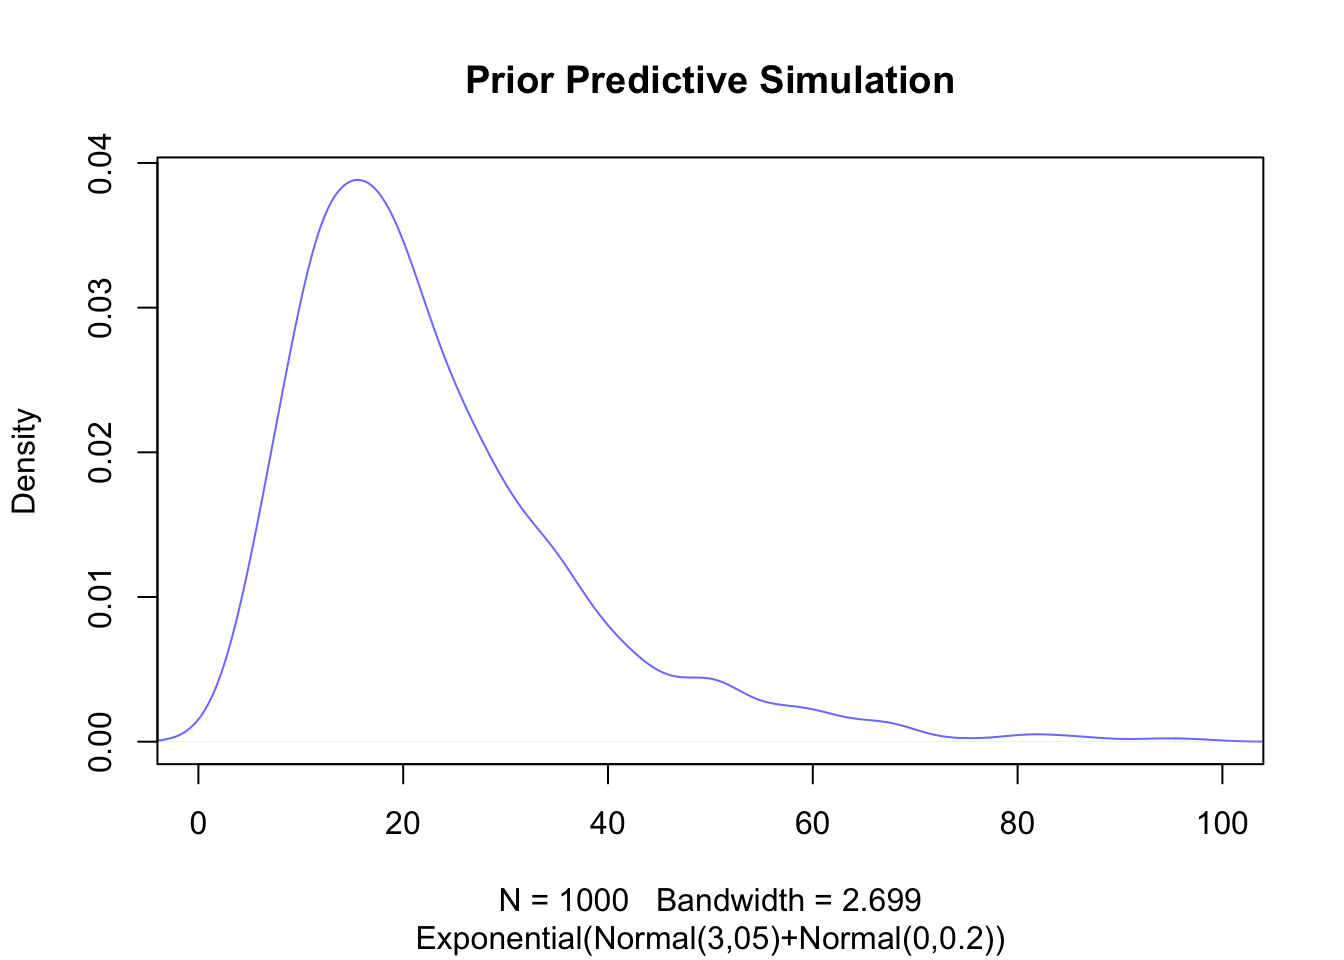 Prior Predictive Simulation
0.04
0.03
0.02
0.01
0.00
Density
0 20 40 60 80 100
N = 1000 Bandwidth = 2.699
Exponential(Normal(3,05)+Normal(0,0.2))